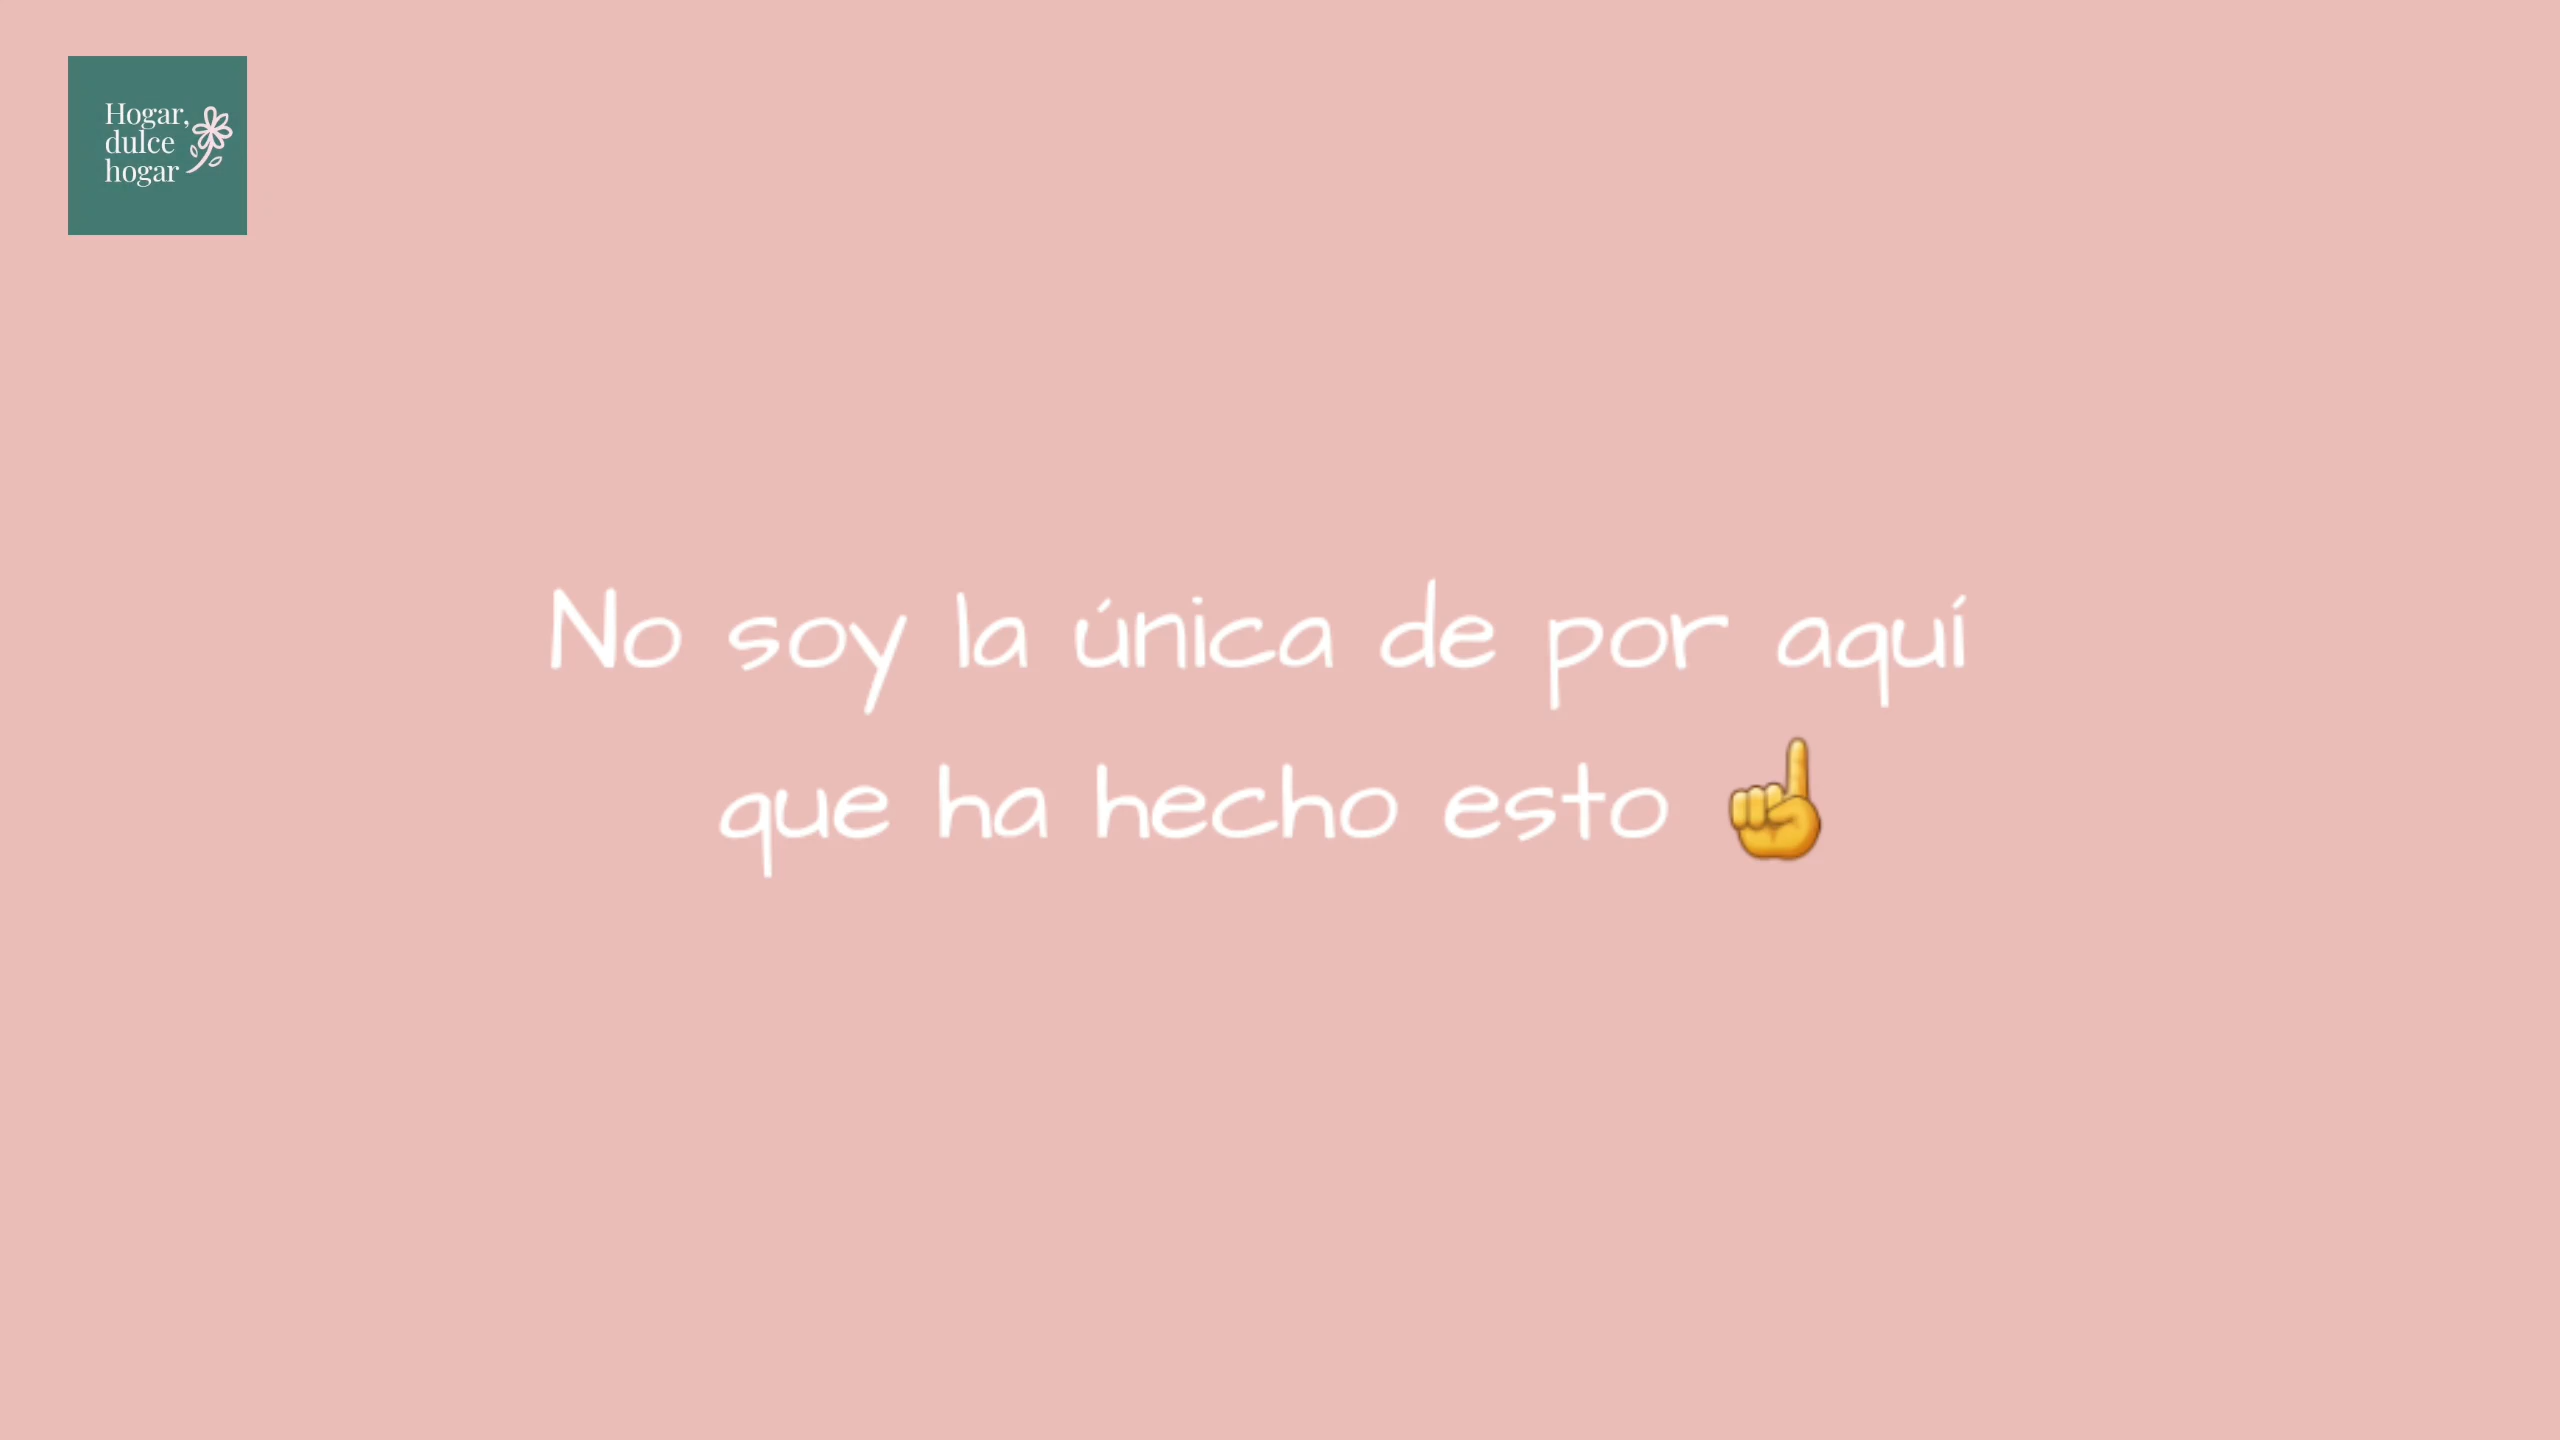 Hogar,
dulce
hogar
No soy la única de por aquí
que ha hecho esto ☝️